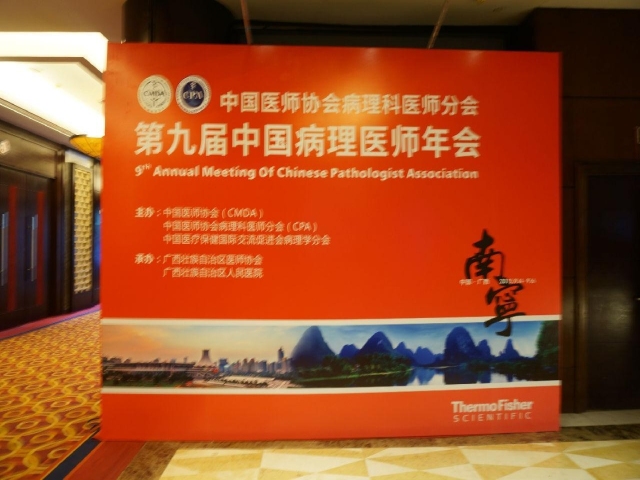 CMDA
CPA
中国医师协会病理科医师分会
第九届中国病理医师年会
9TH Annual Meeting Of Chinese Pathologist Association
主办：中国医师协会（CMDA）
中国医师协会病理科医师分会（CPA）
中国医疗保健国际交流促进会病理学分会
承办：广西壮族自治区医师协会
广西壮族自治区人民医院
南宁
中国·广西
ThermoFisher
SCIENTIFIC